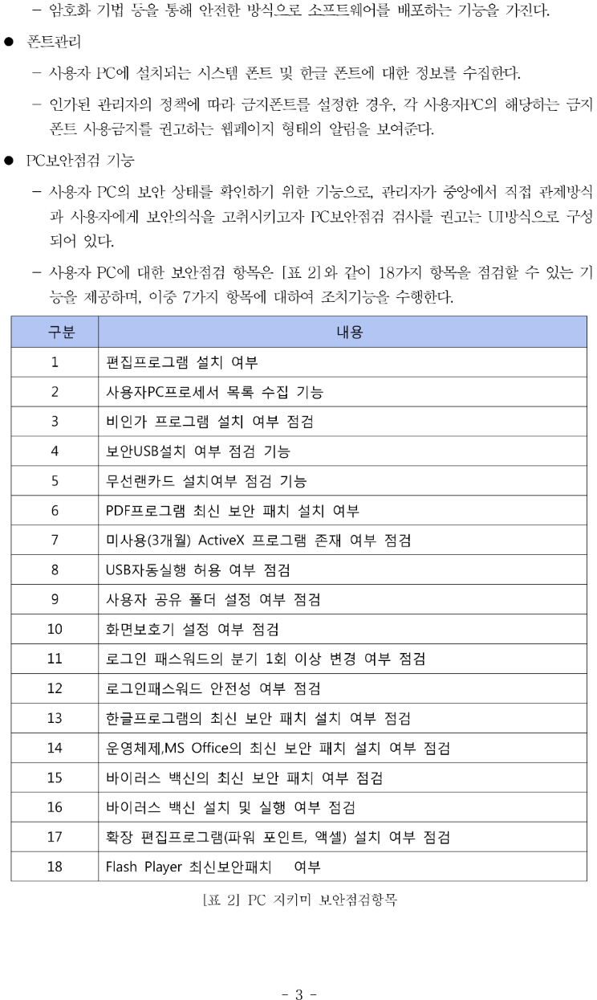 - 암호화 기법 등을 통해 안전한 방식으로 소프트웨어를 배포하는 기능을 가진다.
● 폰트관리
- 사용자 PC에 설치되는 시스템 폰트 및 한글 폰트에 대한 정보를 수집한다.
- 인가된 관리자의 정책에 따라 금지폰트를 설정한 경우, 각 사용자PC의 해당하는 금지
폰트 사용금지를 권고하는 웹페이지 형태의 알림을 보여준다.
● PC보안점검 기능
- 사용자 PC의 보안 상태를 확인하기 위한 기능으로, 관리자가 중앙에서 직접 관제방식
과 사용자에게 보안의식을 고취시키고자 PC보안점검 검사를 권고는 UI방식으로 구성
되어 있다.
- 사용자 PC에 대한 보안점검 항목은 [표 2]와 같이 18가지 항목을 점검할 수 있는 기
능을 제공하며, 이중 7가지 항목에 대하여 조치기능을 수행한다.
구분 내용
1 편집프로그램 설치 여부
2 사용자PC프로세서 목록 수집 기능
3 비인가 프로그램 설치 여부 점검
4 보안USB설치 여부 점검 기능
5 무선랜카드 설치여부 점검 기능
6 PDF프로그램 최신 보안 패치 설치 여부
7 미사용(3개월) ActiveX 프로그램 존재 여부 점검
8 USB자동실행 허용 여부 점검
9 사용자 공유 폴더 설정 여부 점검
10 화면보호기 설정 여부 점검
11 로그인 패스워드의 분기 1회 이상 변경 여부 점검
12 로그인패스워드 안전성 여부 점검
13 한글프로그램의 최신 보안 패치 설치 여부 점검
14 운영체제,MS Office의 최신 보안 패치 설치 여부 점검
15 바이러스 백신의 최신 보안 패치 여부 점검
16 바이러스 백신 설치 및 실행 여부 점검
17 확장 편집프로그램(파워 포인트, 액셀) 설치 여부 점검
18 Flash Player 최신보안패치 여부
[표 2] PC 지키미 보안점검항목
- 3 -